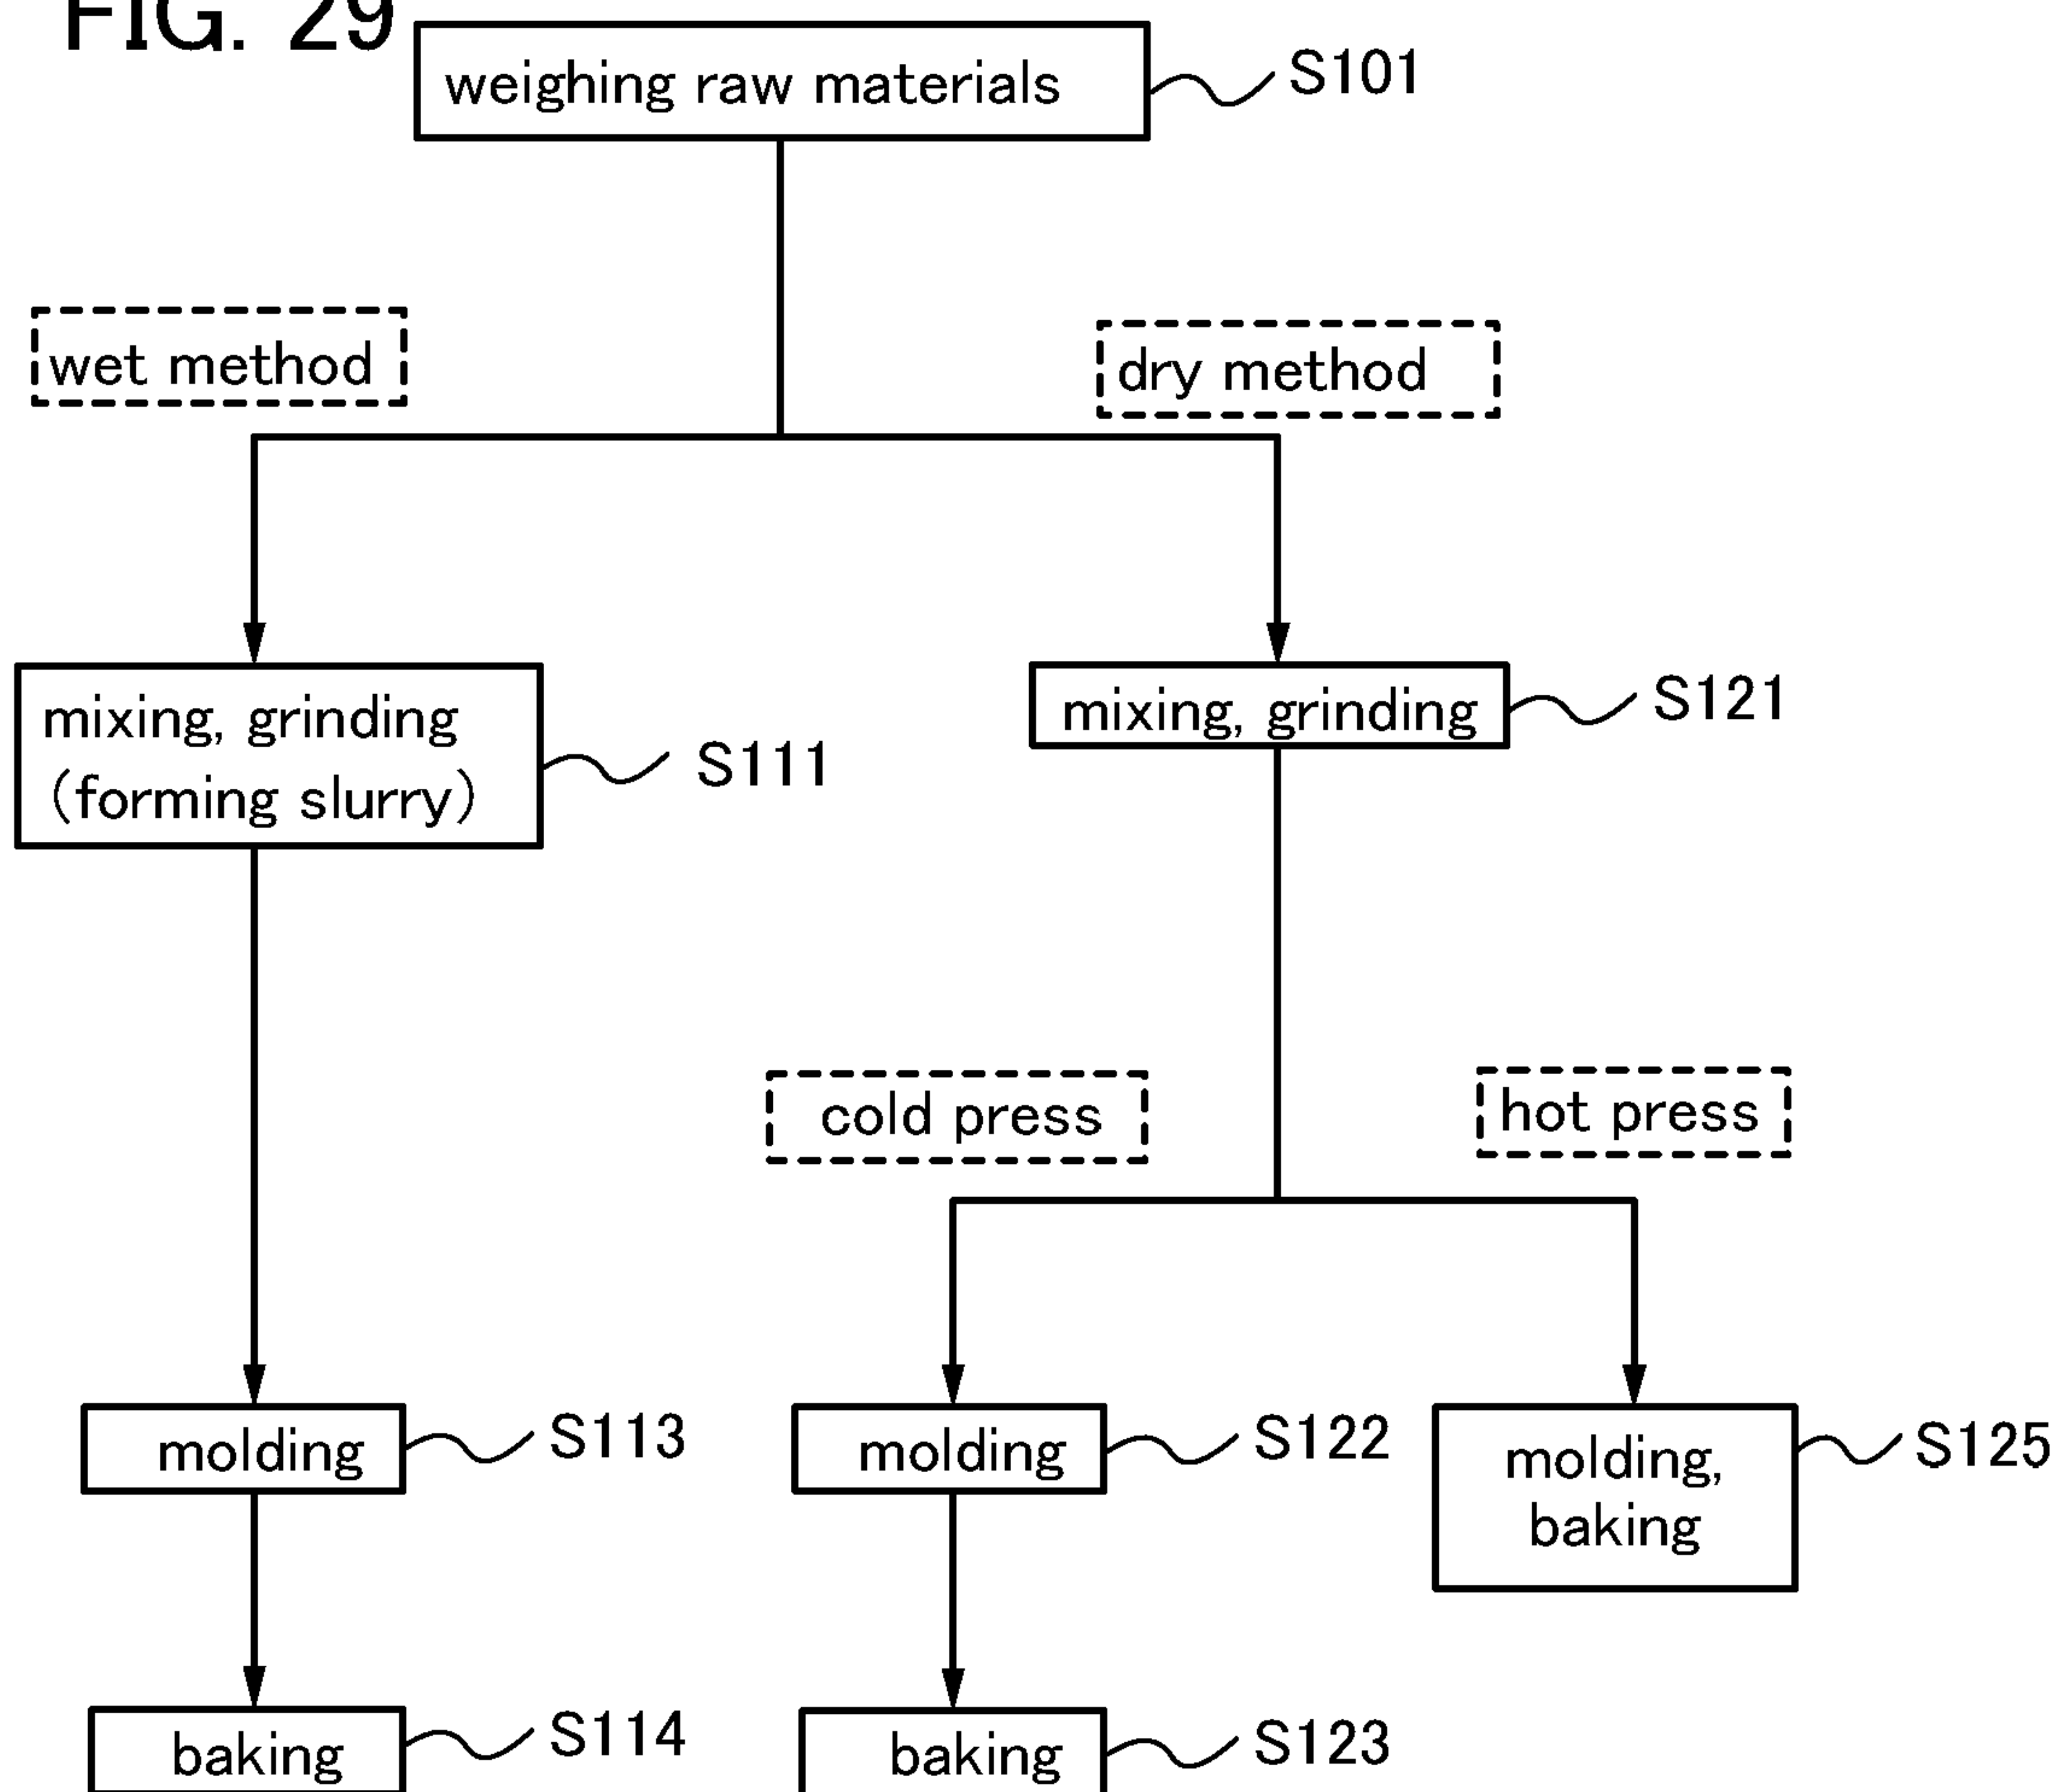 FIG. 29
weighing raw materials
S101
wet method
dry method
mixing, grinding
(forming slurry)
S111
mixing, grinding
S121
cold press
hot press
molding
S113
molding
S122
molding,
baking
S125
baking
S114
baking
S123